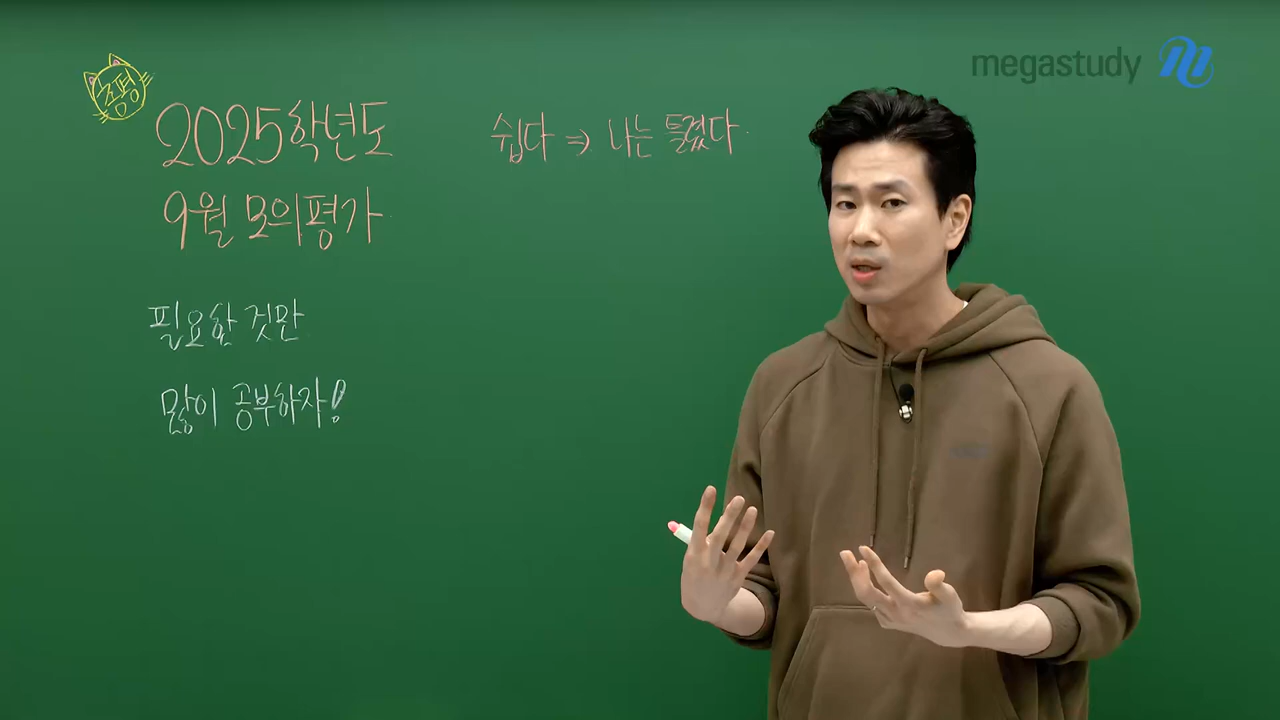 총평
2025학년도
9월 모의평가
필요한 것만
많이 공부하자!
쉽다 ⇒ 나는 틀렸다.
megastudy